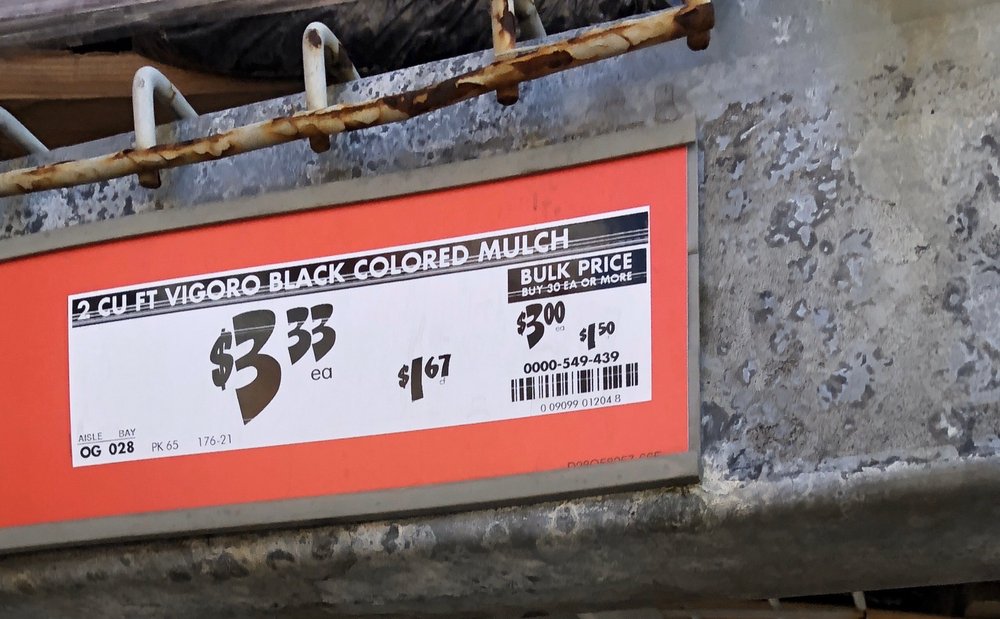 2 CU FT VIGORO BLACK COLORED MULCH
$3.33
ea
$1.67
cf
BULK PRICE
BUY 30 EA OR MORE
$3.00
ea
$1.50
0000-549-439
0 09099 01204 8
AISLE BAY
OG 028
PK 65
176-21